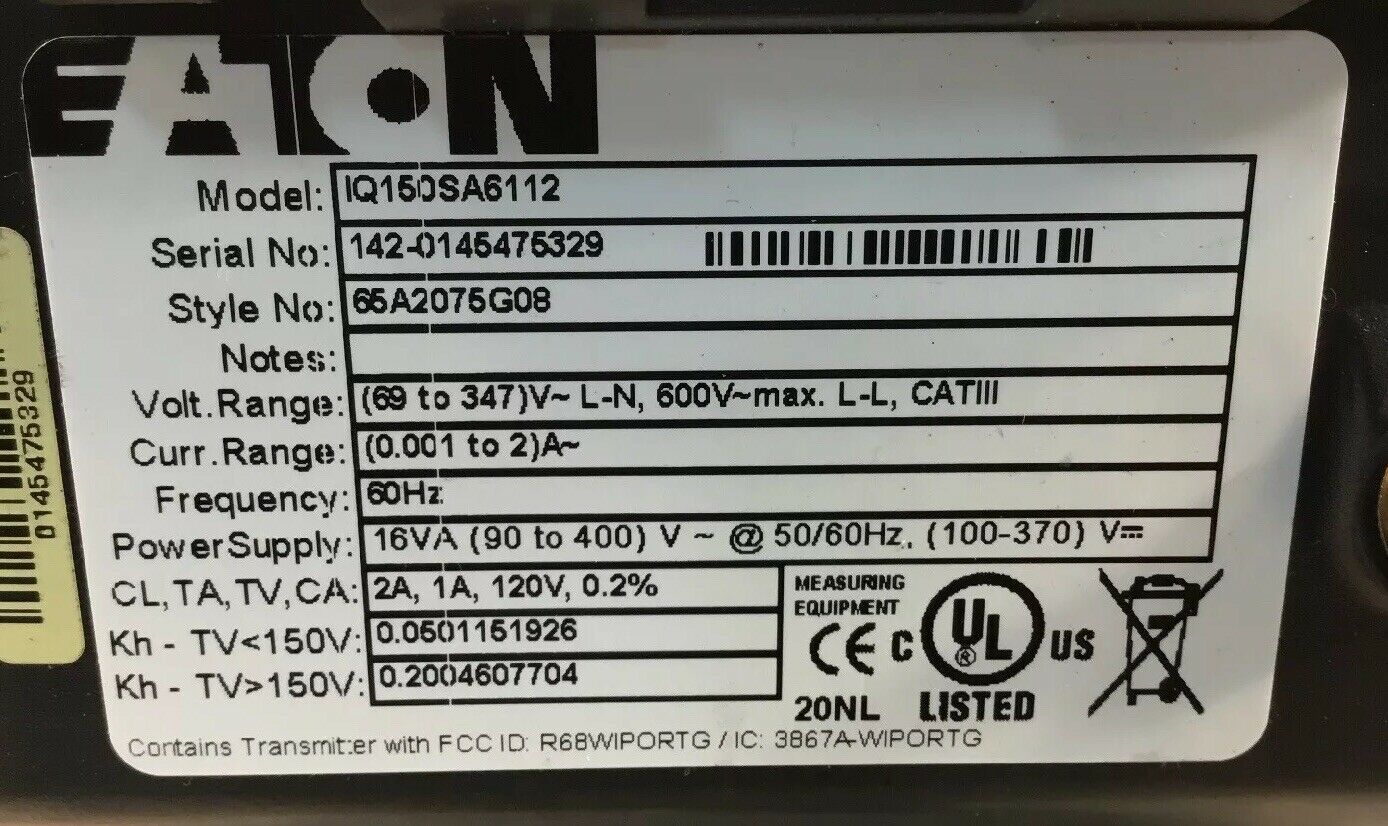 EATON
Model: IQ150SA6112
Serial No: 142-0145475329
Style No: 65A2075G08
Notes:
Volt.Range: (69 to 347)V~ L-N, 600V~max. L-L, CATIII
Curr.Range: (0.001 to 2)A~
Frequency: 60Hz
Power Supply: 16VA (90 to 400) V ~ @ 50/60Hz, (100-370) V⎓
CL,TA,TV,CA: 2A, 1A, 120V, 0.2%
Kh - TV<150V: 0.0501151926
Kh - TV>150V: 0.2004607704
MEASURING
EQUIPMENT
CE C UL ® US
20NL LISTED
Contains Transmitter with FCC ID: R68WIPORTG / IC: 3867A-WIPORTG
0145475329